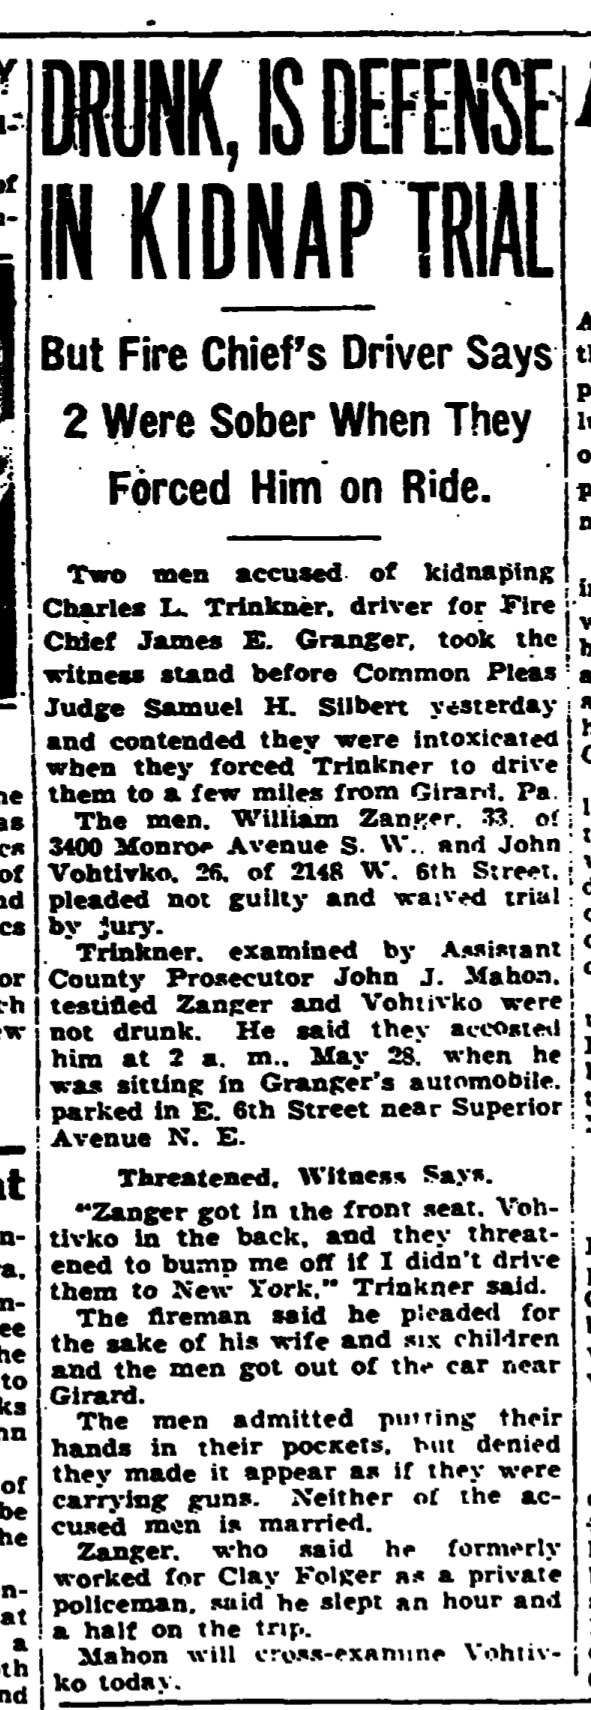 DRUNK, IS DEFENSE
IN KIDNAP TRIAL
But Fire Chief's Driver Says
2 Were Sober When They
Forced Him on Ride.
Two men accused of kidnaping
Charles L. Trinkner, driver for Fire
Chief James E. Granger, took the
witness stand before Common Pleas
Judge Samuel H. Silbert yesterday
and contended they were intoxicated
when they forced Trinkner to drive
them to a few miles from Girard, Pa.
The men, William Zanger, 33, of
3400 Monroe Avenue S. W., and John
Vohtivko, 26, of 2148 W. 6th Street,
pleaded not guilty and waived trial
by jury.
Trinkner, examined by Assistant
County Prosecutor John J. Mahon,
testified Zanger and Vohtivko were
not drunk. He said they accosted
him at 2 a. m., May 28, when he
was sitting in Granger's automobile,
parked in E. 6th Street near Superior
Avenue N. E.
Threatened, Witness Says.
"Zanger got in the front seat, Voh-
tivko in the back, and they threat-
ened to bump me off if I didn't drive
them to New York," Trinkner said.
The fireman said he pleaded for
the sake of his wife and six children
and the men got out of the car near
Girard.
The men admitted putting their
hands in their pockets, but denied
they made it appear as if they were
carrying guns. Neither of the ac-
cused men is married.
Zanger, who said he formerly
worked for Clay Folger as a private
policeman, said he slept an hour and
a half on the trip.
Mahon will cross-examine Vohtiv-
ko today.